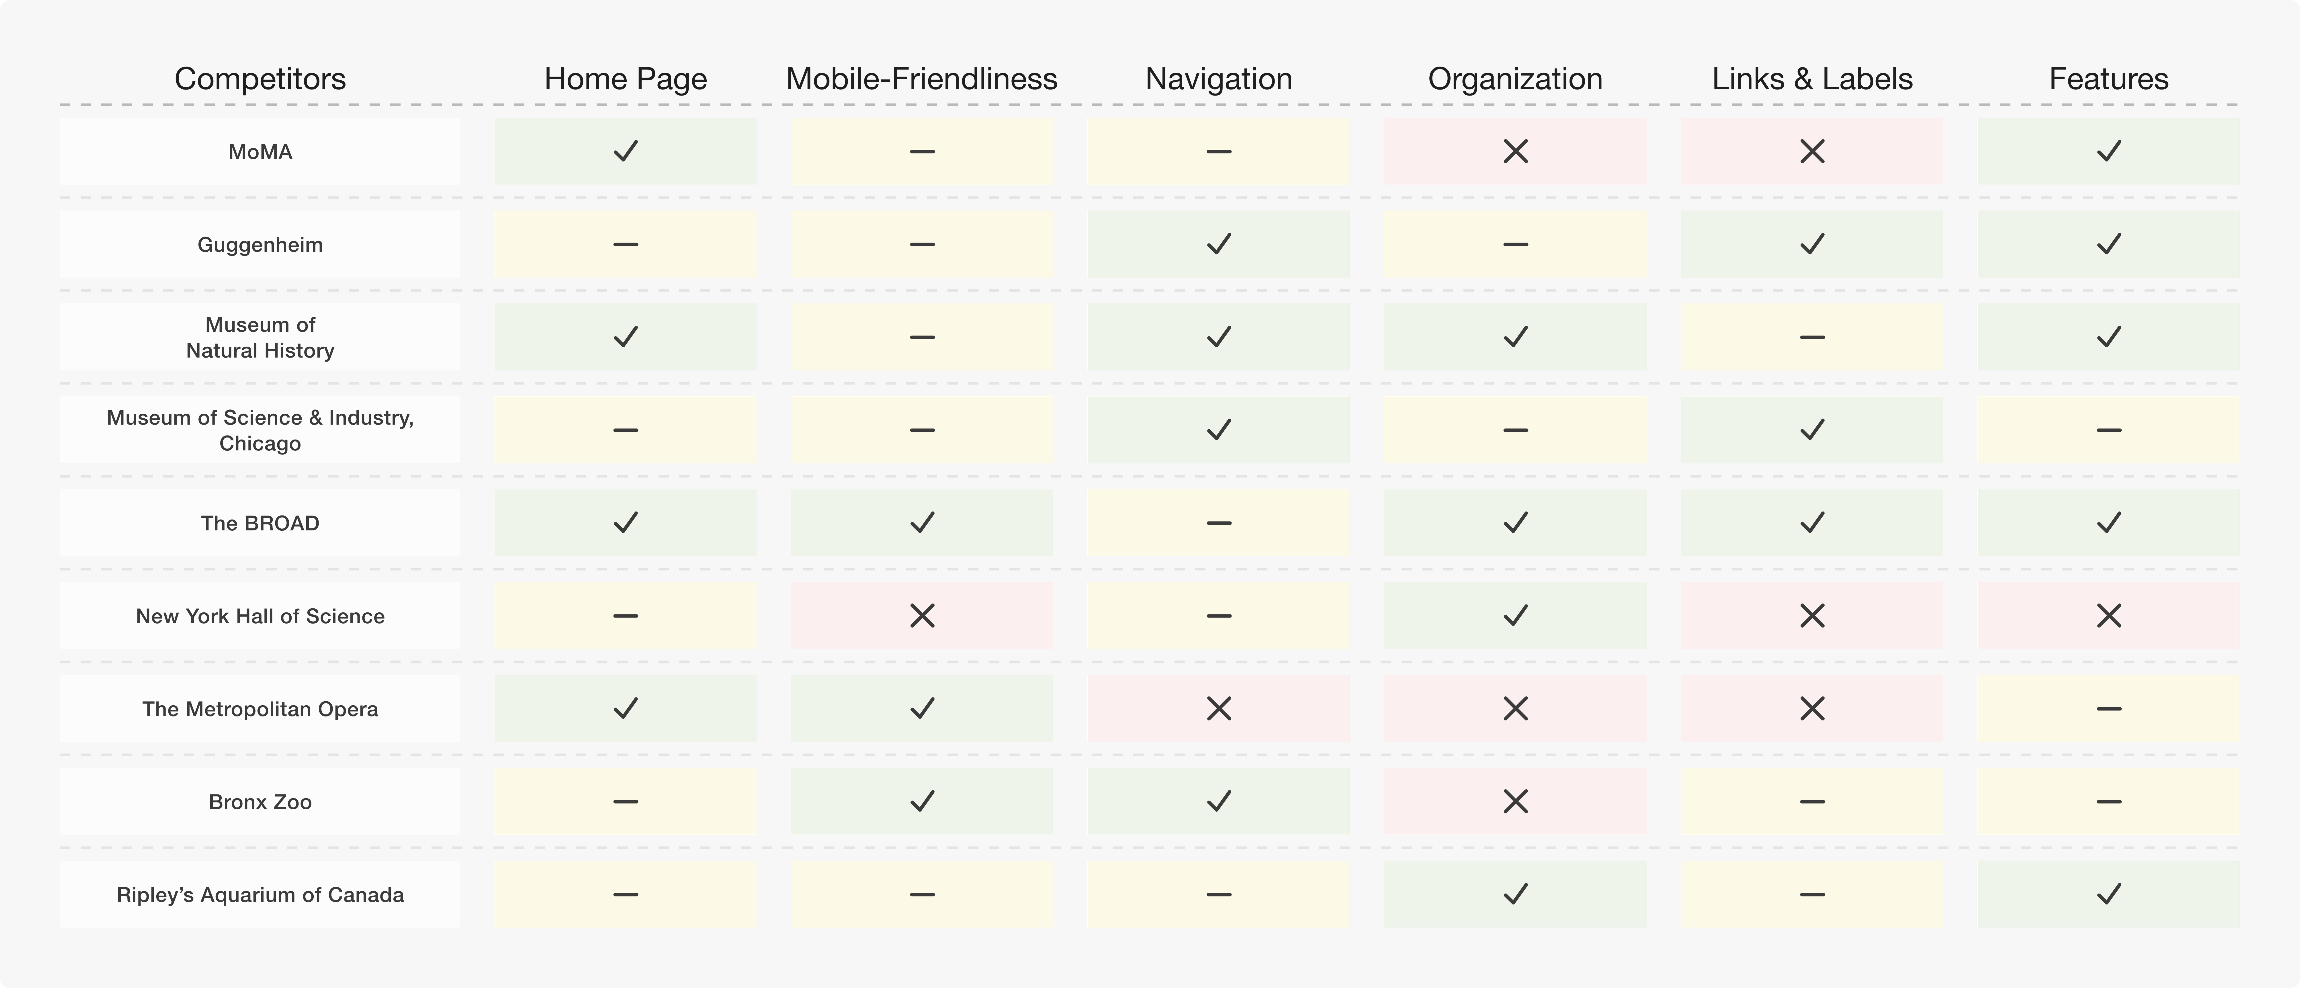 Competitors Home Page Mobile-Friendliness Navigation Organization Links & Labels Features
MoMA ✓ – – ✕ ✕ ✓
Guggenheim – – ✓ – ✓ ✓
Museum of
Natural History ✓ – ✓ ✓ – ✓
Museum of Science & Industry,
Chicago – – ✓ – ✓ –
The BROAD ✓ ✓ – ✓ ✓ ✓
New York Hall of Science – ✕ – ✓ ✕ ✕
The Metropolitan Opera ✓ ✓ ✕ ✕ ✕ –
Bronx Zoo – ✓ ✓ ✕ – –
Ripley’s Aquarium of Canada – – – ✓ – ✓